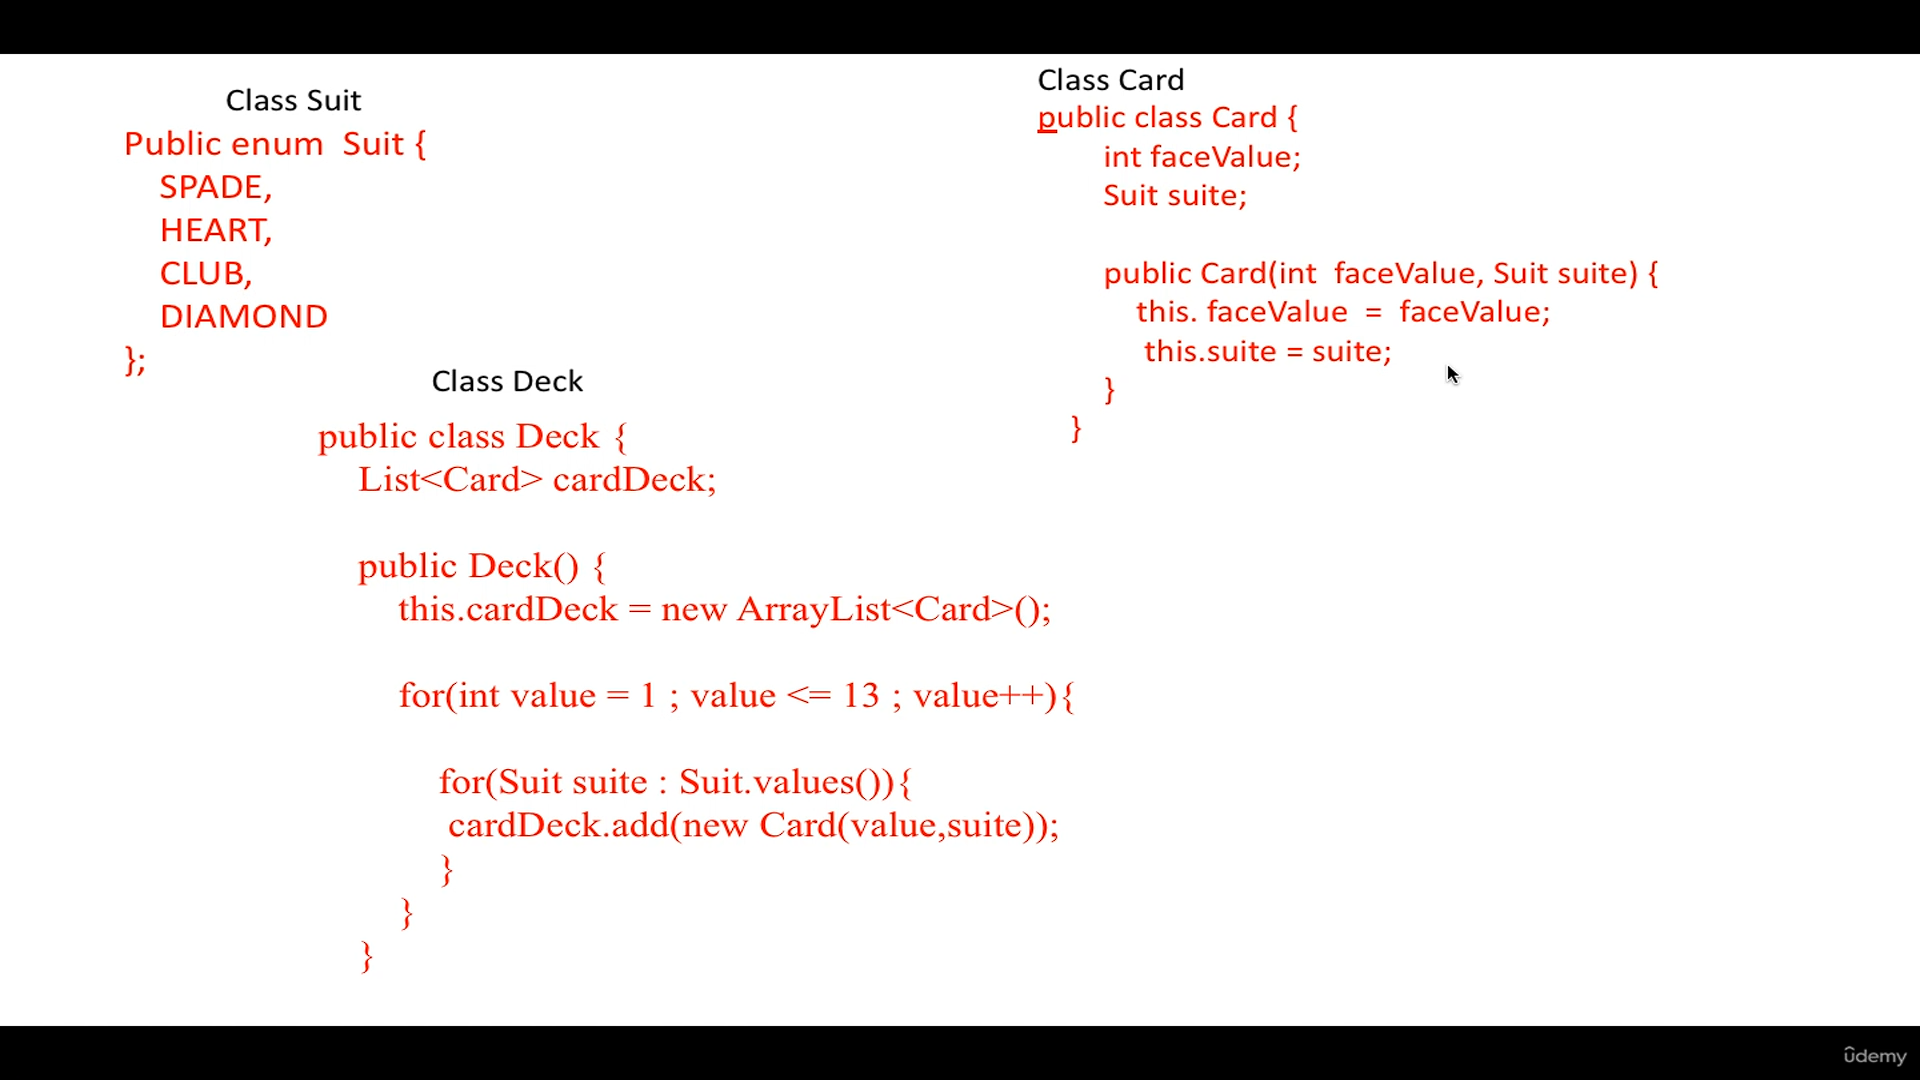 Class Suit
Public enum  Suit {
SPADE,
HEART,
CLUB,
DIAMOND
};
Class Card
public class Card {
int faceValue;
Suit suite;
public Card(int  faceValue, Suit suite) {
this. faceValue  =  faceValue;
this.suite = suite;
}
}
Class Deck
public class Deck {
List<Card> cardDeck;
public Deck() {
this.cardDeck = new ArrayList<Card>();
for(int value = 1 ; value <= 13 ; value++){
for(Suit suite : Suit.values()){
cardDeck.add(new Card(value,suite));
}
}
}
ûdemy